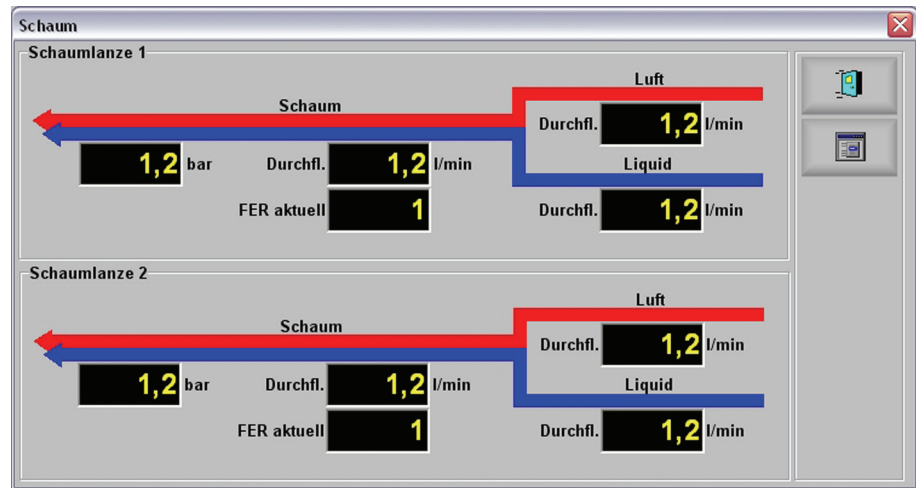 Schaum
Schaumlanze 1
Luft
Schaum
Durchfl. 1,2 l/min
1,2 bar Durchfl. 1,2 l/min Liquid
FER aktuell 1 Durchfl. 1,2 l/min
Schaumlanze 2
Luft
Schaum
Durchfl. 1,2 l/min
1,2 bar Durchfl. 1,2 l/min Liquid
FER aktuell 1 Durchfl. 1,2 l/min